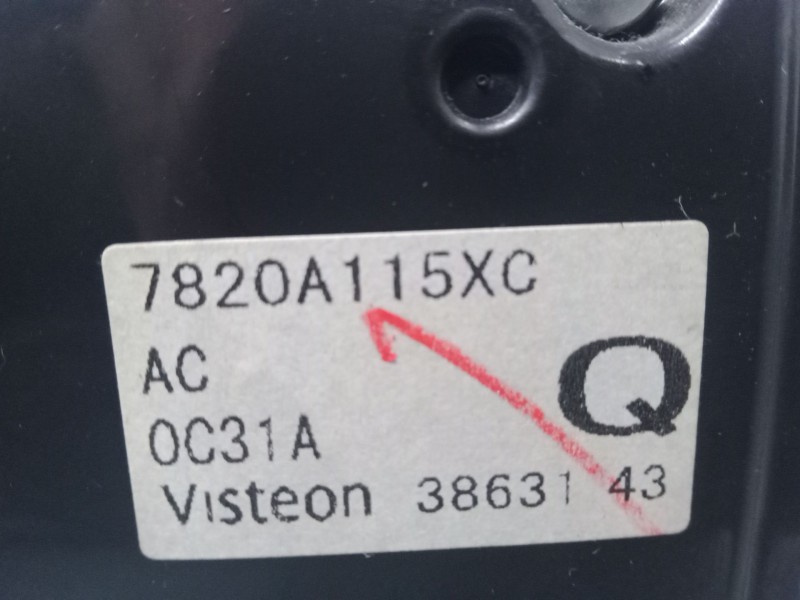 7820A115XC
AC
Q
0C31A
Visteon 38631 43